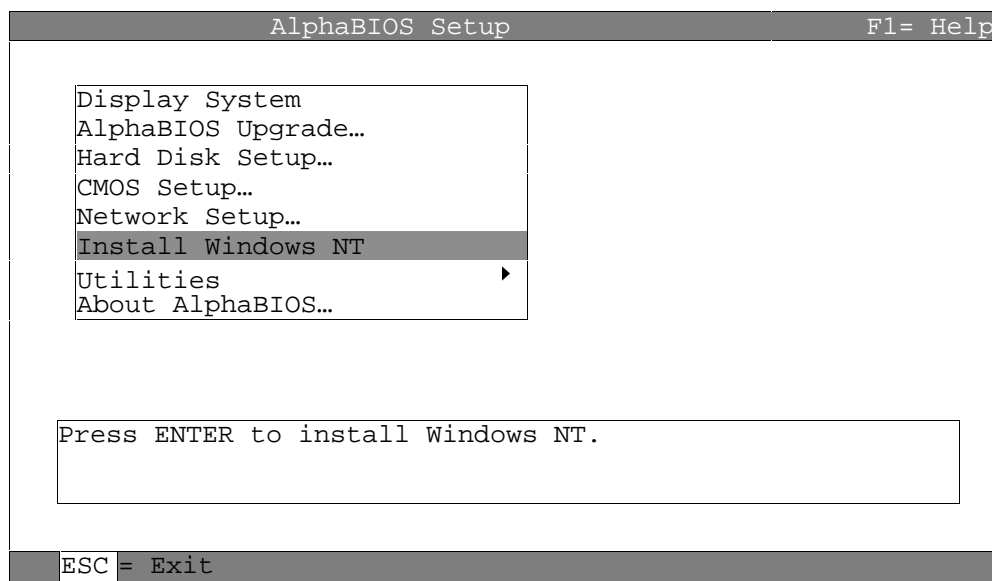 AlphaBIOS Setup F1= Help
Display System
AlphaBIOS Upgrade…
Hard Disk Setup…
CMOS Setup…
Network Setup…
Install Windows NT
Utilities
About AlphaBIOS…
Press ENTER to install Windows NT.
ESC = Exit